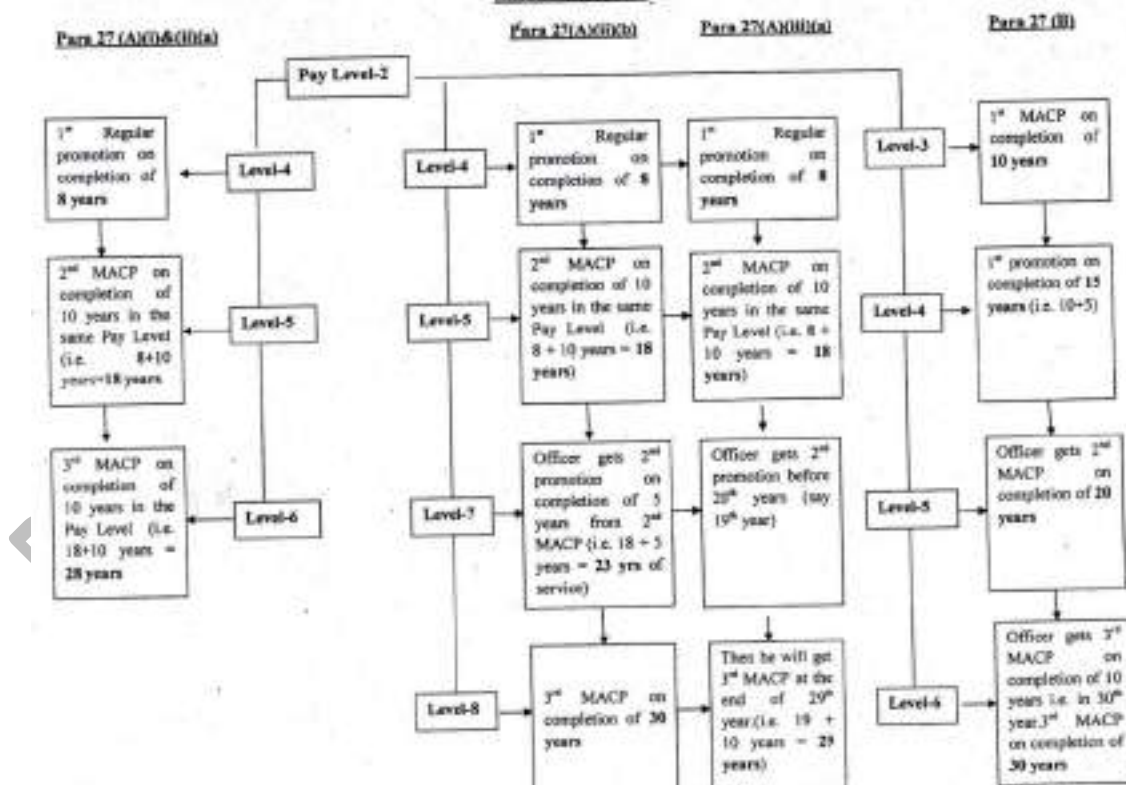 Para 27 (A)(i)&(ii)(a)
Para 27(A)(ii)(b)
Para 27(A)(iii)(a)
Para 27 (B)
Pay Level-2
1st Regular
promotion on
completion of
8 years
Level-4
2nd MACP on
completion of
10 years in the
same Pay Level
(i.e. 8+10
years=18 years
Level-5
3rd MACP on
completion of
10 years in the
Pay Level (i.e.
18+10 years =
28 years
Level-6
Level-4
1st Regular
promotion on
completion of 8
years
1st Regular
promotion on
completion of 8
years
Level-5
2nd MACP on
completion of 10
years in the same
Pay Level (i.e.
8 + 10 years = 18
years)
2nd MACP on
completion of 10
years in the same
Pay Level (i.e. 8 +
10 years = 18
years)
Level-7
Officer gets 2nd
promotion on
completion of 5
years from 2nd
MACP (i.e. 18 + 5
years = 23 yrs of
service)
Officer gets 2nd
promotion before
20th years (say
19th year)
Level-8
3rd MACP on
completion of 30
years
Then he will get
3rd MACP at the
end of 29th
year.(i.e. 19 +
10 years = 29
years)
Level-3
1st MACP on
completion of
10 years
Level-4
1st promotion on
completion of 15
years (i.e. 10+5)
Level-5
Officer gets 2nd
MACP on
completion of 20
years
Level-6
Officer gets 3rd
MACP on
completion of 10
years i.e. in 30th
year.3rd MACP
on completion of
30 years